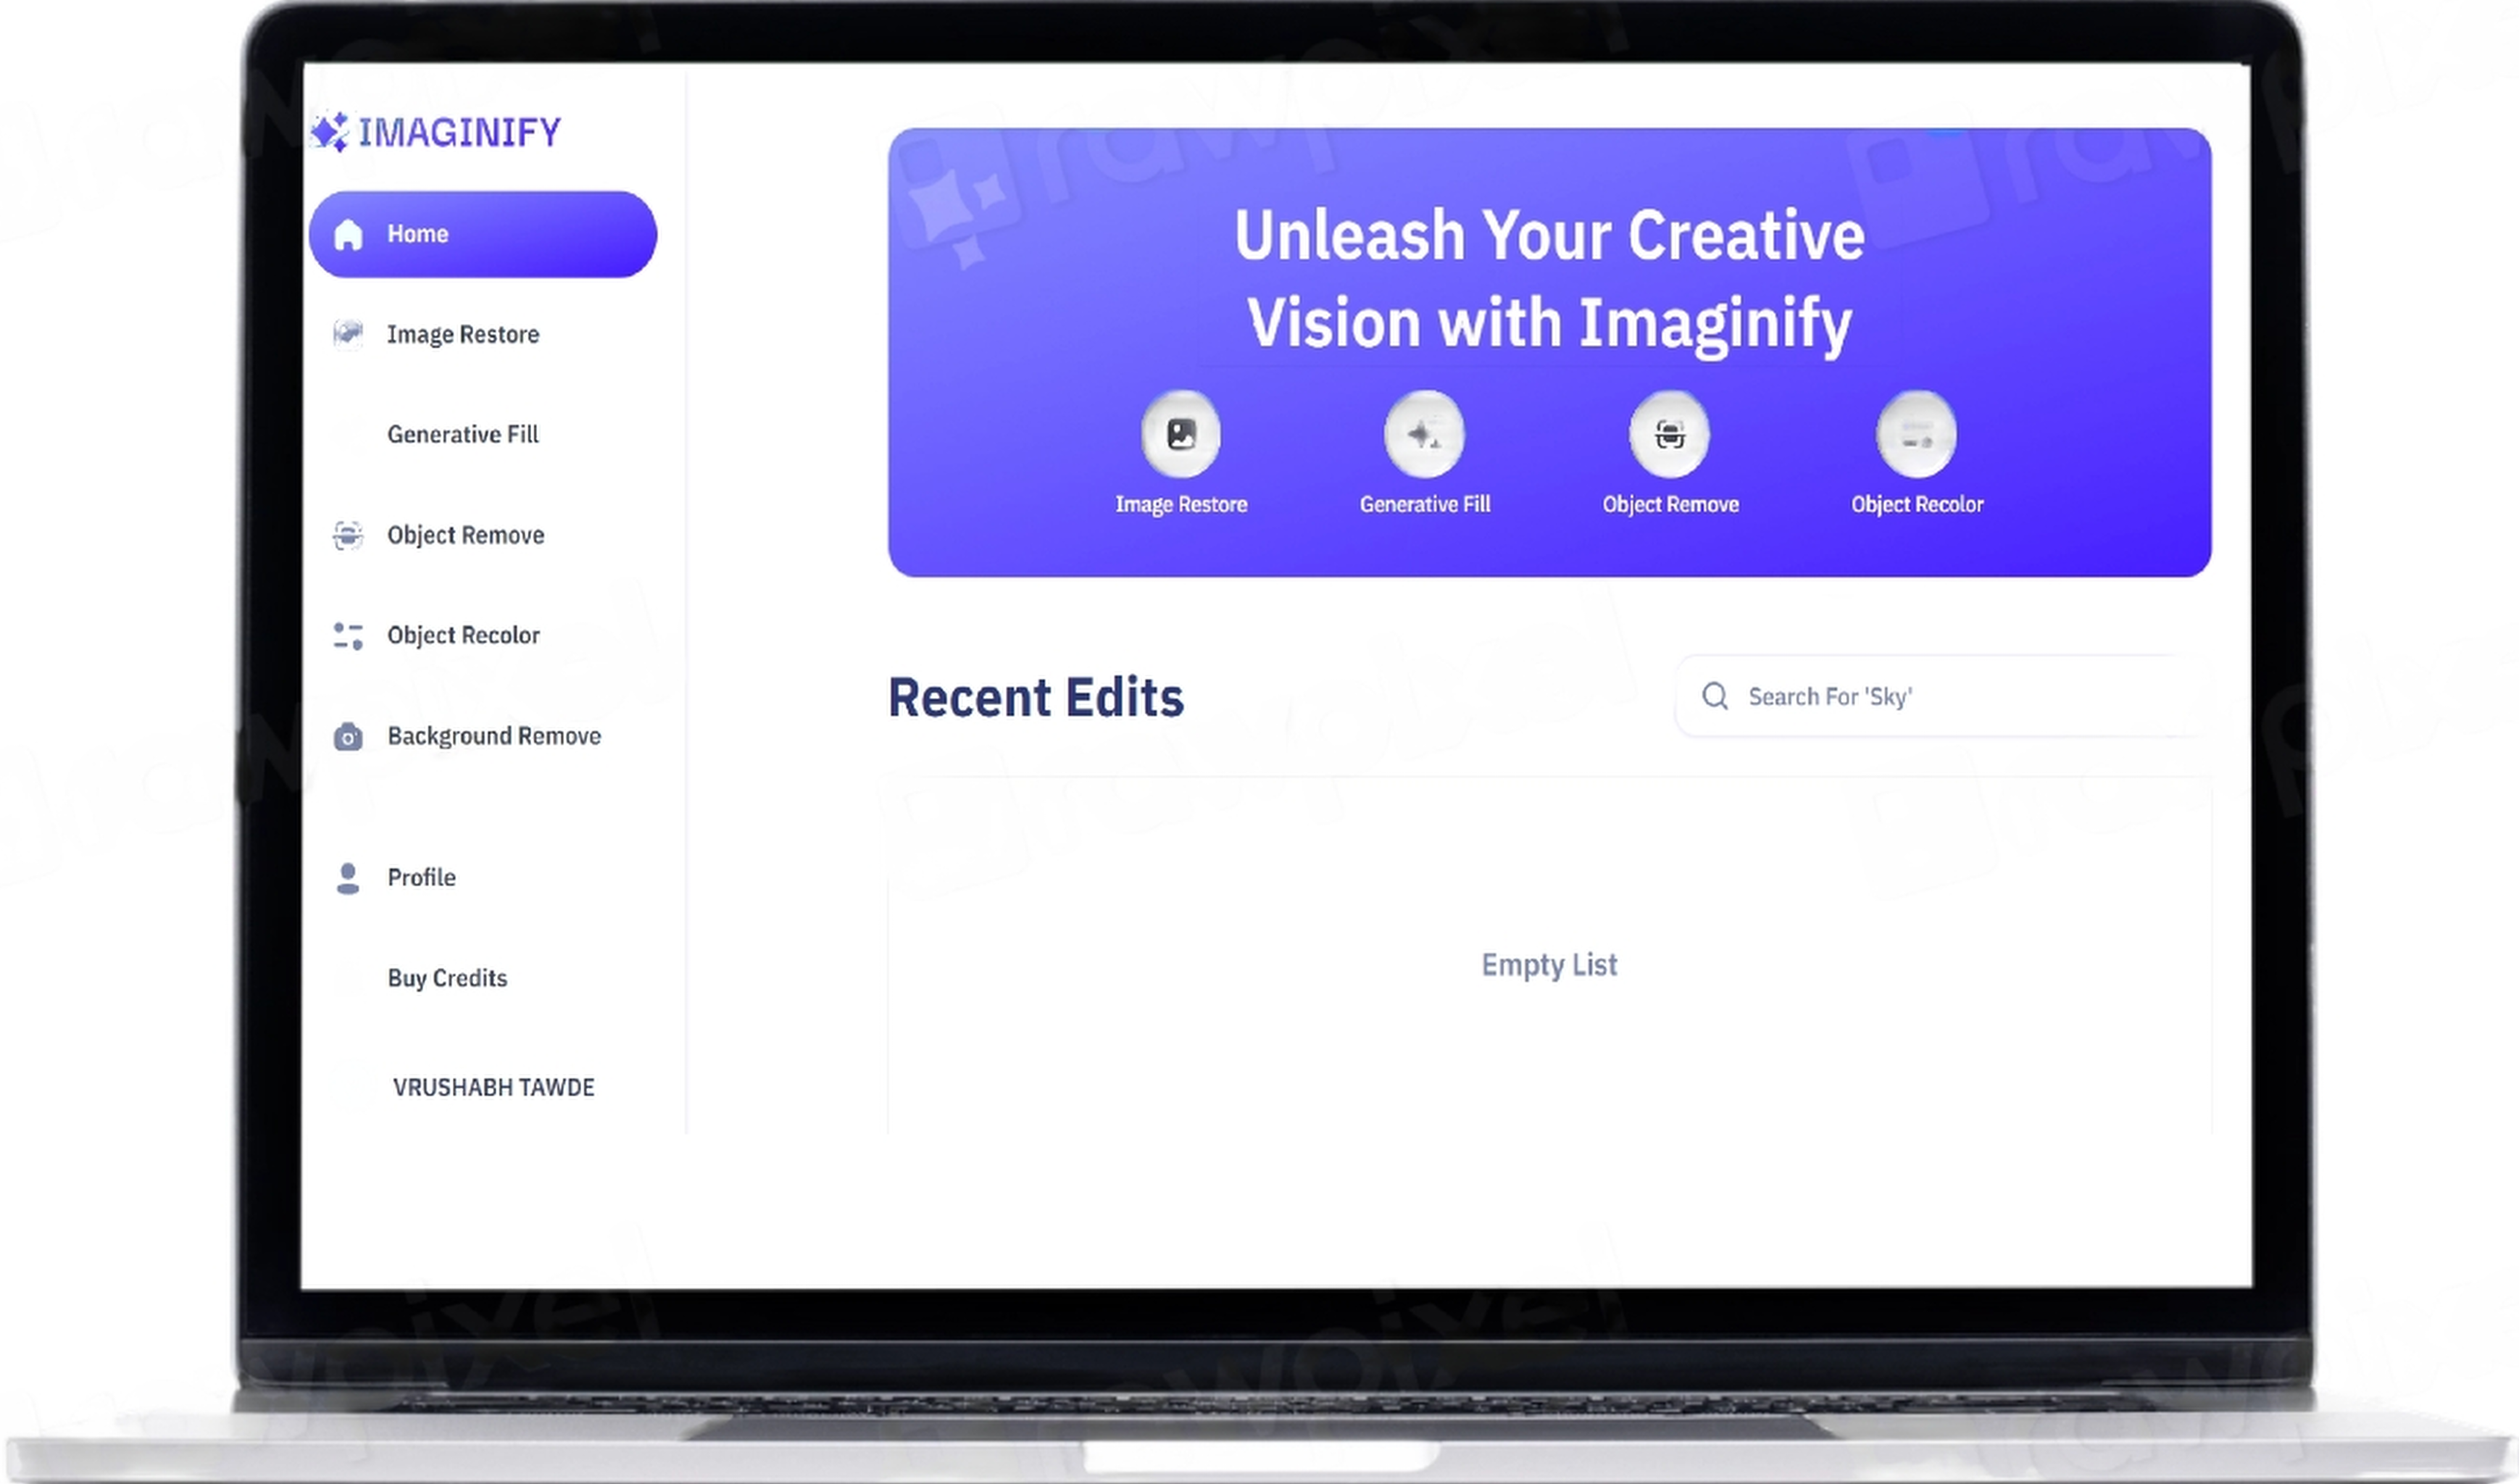 IMAGINIFY
Home
Image Restore
Generative Fill
Object Remove
Object Recolor
Background Remove
Profile
Buy Credits
VRUSHABH TAWDE
Unleash Your Creative
Vision with Imaginify
Image Restore
Generative Fill
Object Remove
Object Recolor
Recent Edits
Search For 'Sky'
Empty List
rawpixel